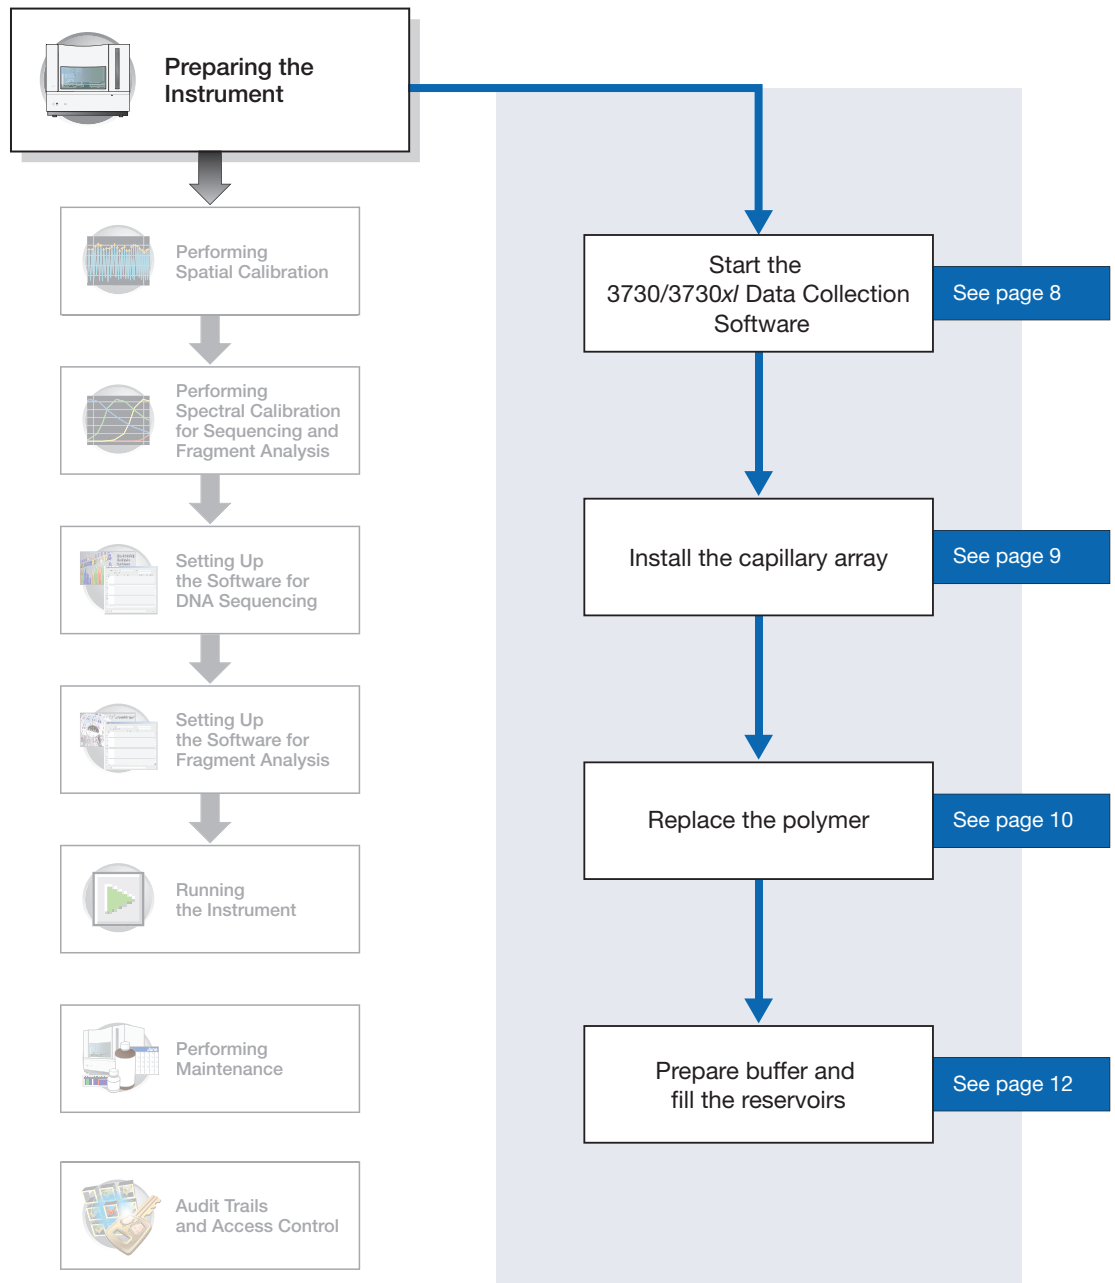 Preparing the
Instrument
Performing
Spatial Calibration
Performing
Spectral Calibration
for Sequencing and
Fragment Analysis
Setting Up
the Software for
DNA Sequencing
Setting Up
the Software for
Fragment Analysis
Running
the Instrument
Performing
Maintenance
Audit Trails
and Access Control
Start the
3730/3730xl Data Collection
Software
See page 8
Install the capillary array
See page 9
Replace the polymer
See page 10
Prepare buffer and
fill the reservoirs
See page 12